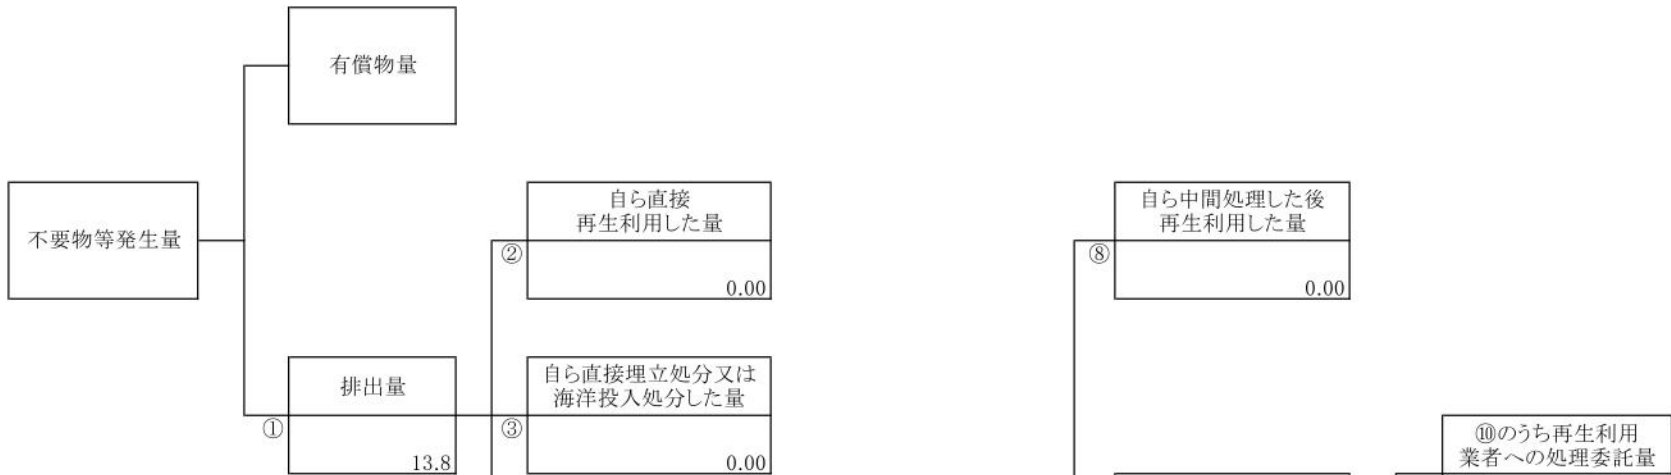 有償物量
不要物等発生量
自ら直接
再生利用した量
②
0.00
自ら中間処理した後
再生利用した量
⑧
0.00
排出量
①
13.8
自ら直接埋立処分又は
海洋投入処分した量
③
0.00
⑩のうち再生利用
業者への処理委託量